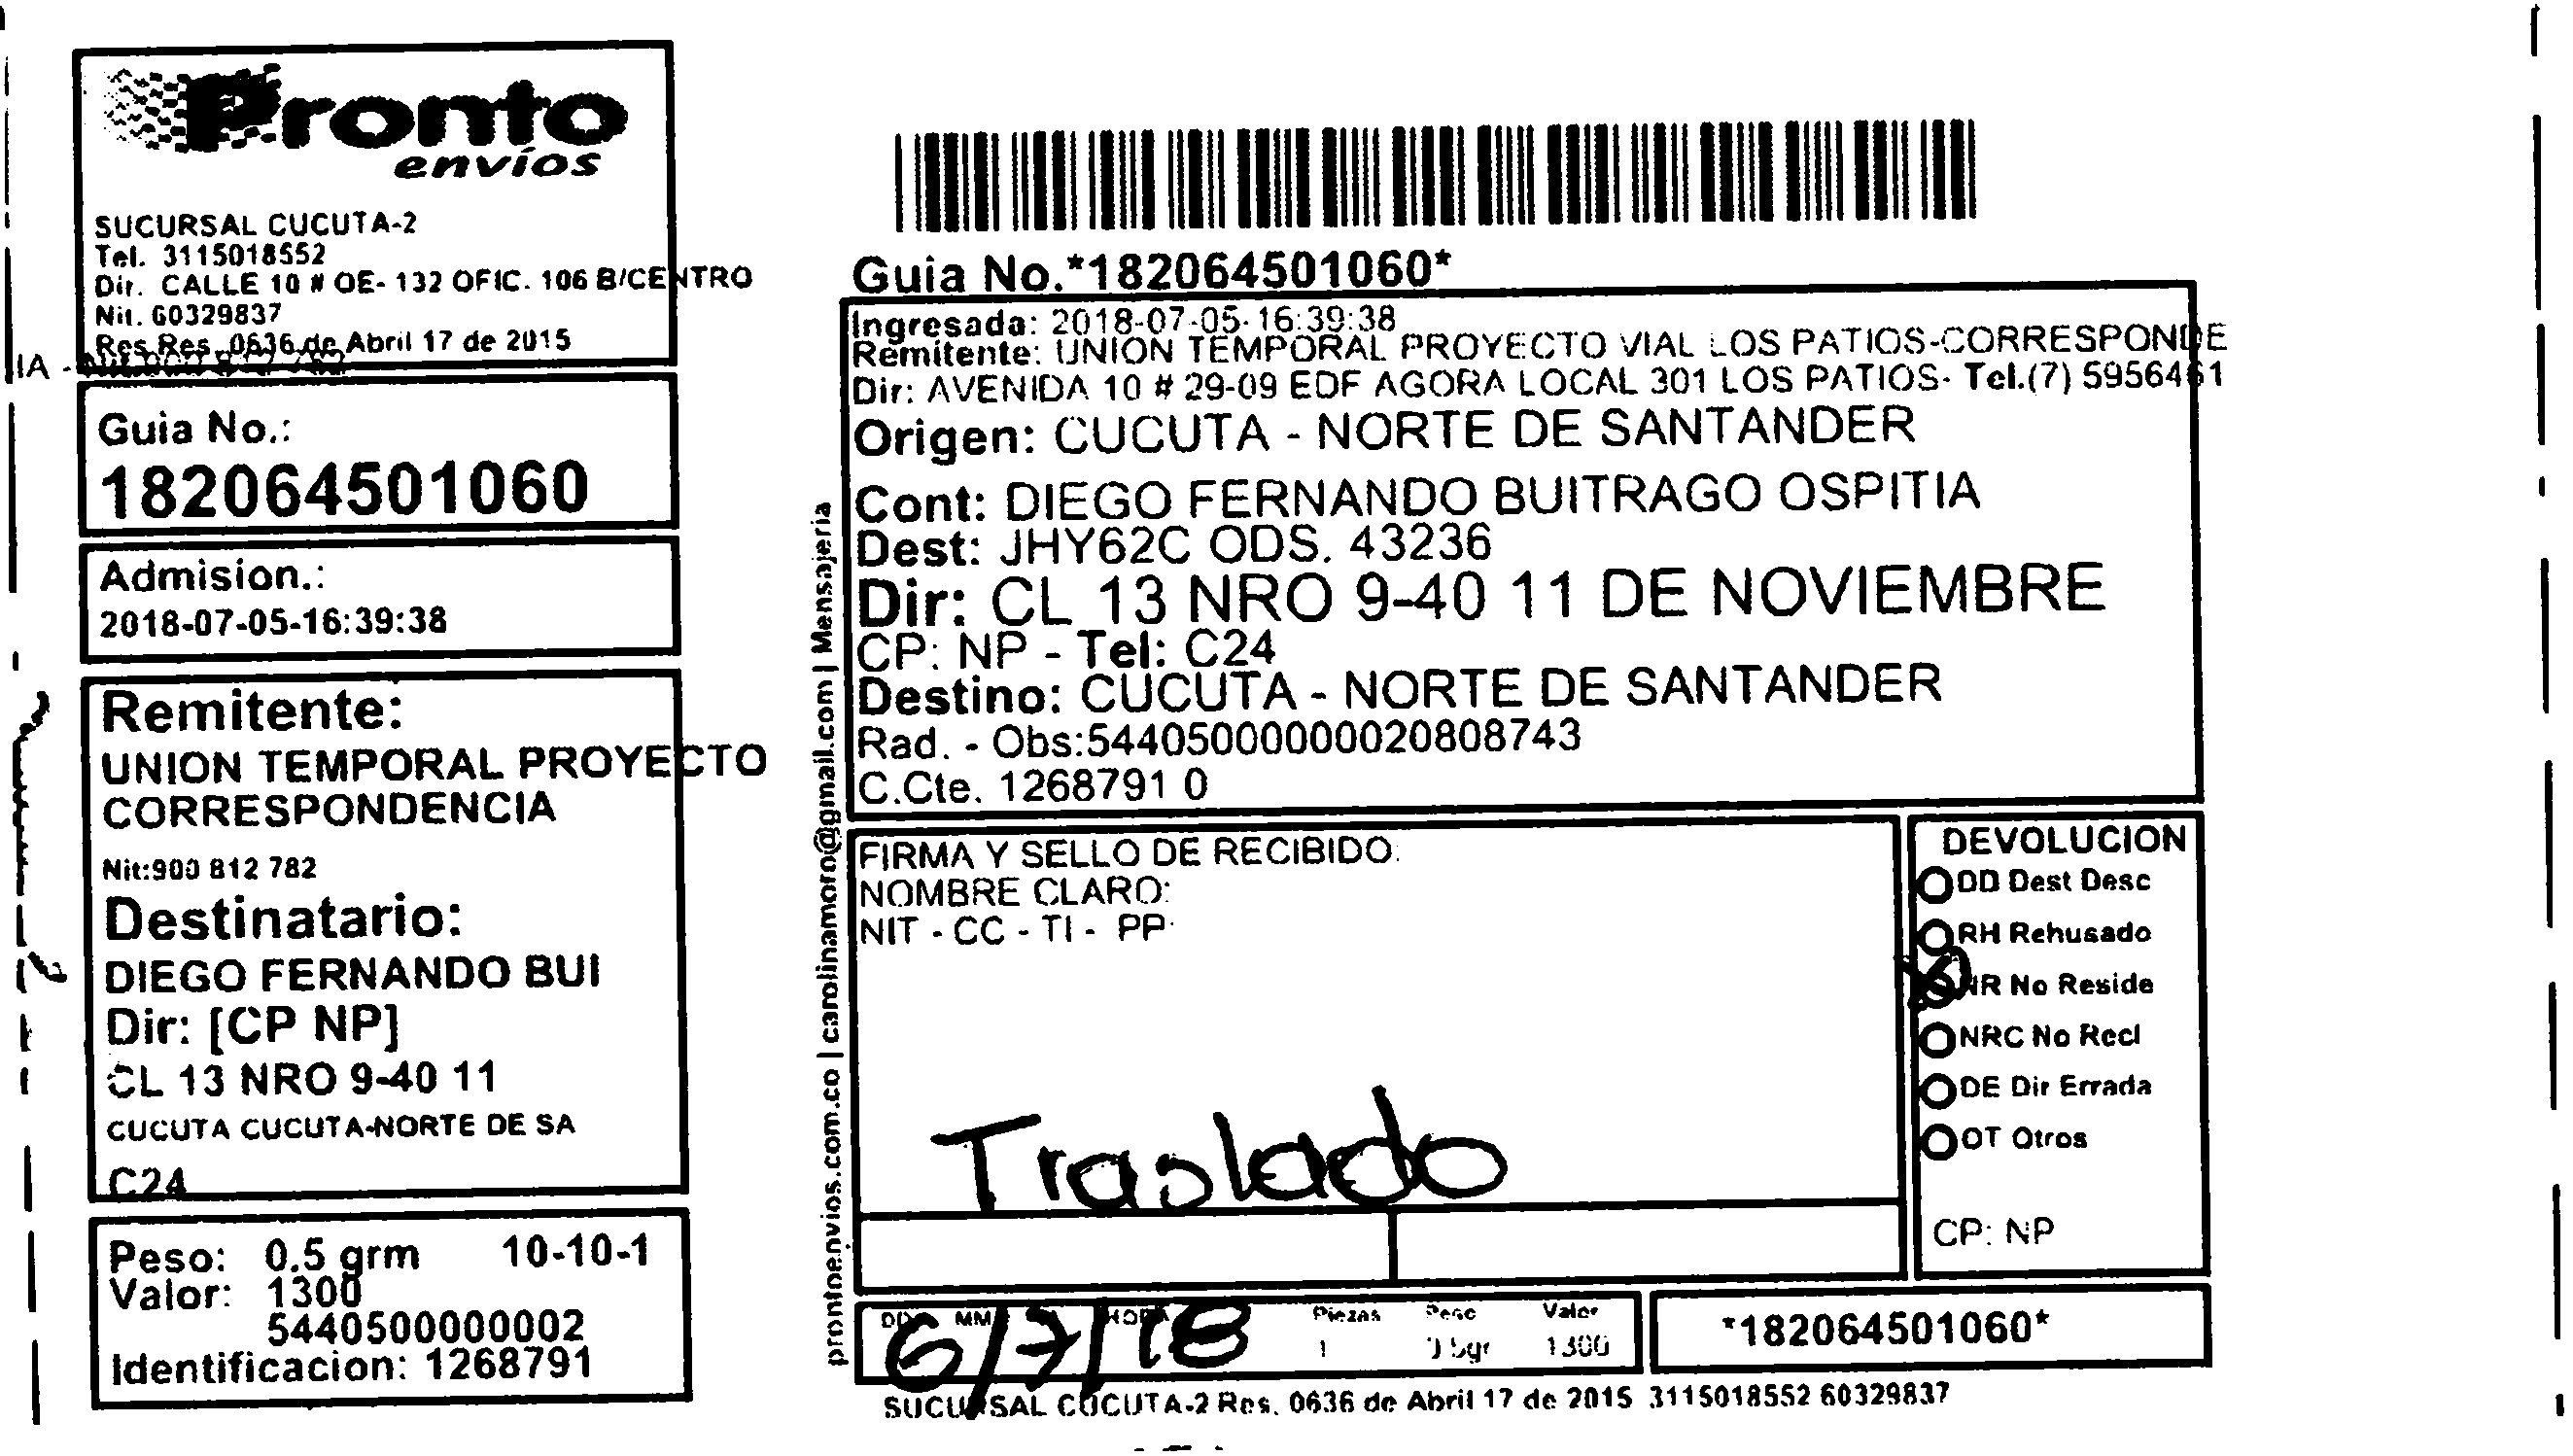 Pronto
envíos
SUCURSAL CUCUTA-2
Tel. 3115018552
Dir. CALLE 10 # OE- 132 OFIC. 106 B/CENTRO
Nit. 60329837
Res Res 0636 de Abril 17 de 2015
IA -
Guia No.:
182064501060
Admision.:
2018-07-05-16:39:38
Remitente:
UNION TEMPORAL PROYECTO
CORRESPONDENCIA
Nit:900 812 782
Destinatario:
DIEGO FERNANDO BUI
Dir: [CP NP]
CL 13 NRO 9-40 11
CUCUTA CUCUTA-NORTE DE SA
C24
Peso: 0.5 grm 10-10-1
Valor: 1300
5440500000002
Identificacion: 1268791
prontoenvios.com.co | carolinamoro@gmail.com | Mensajeria
Guia No.*182064501060*
Ingresada: 2018-07-05-16:39:38
Remitente: UNION TEMPORAL PROYECTO VIAL LOS PATIOS-CORRESPONDE
Dir: AVENIDA 10 # 29-09 EDF AGORA LOCAL 301 LOS PATIOS- Tel.(7) 5956461
Origen: CUCUTA - NORTE DE SANTANDER
Cont: DIEGO FERNANDO BUITRAGO OSPITIA
Dest: JHY62C ODS. 43236
Dir: CL 13 NRO 9-40 11 DE NOVIEMBRE
CP: NP - Tel: C24
Destino: CUCUTA - NORTE DE SANTANDER
Rad. - Obs:54405000000020808743
C.Cte. 1268791 0
FIRMA Y SELLO DE RECIBIDO:
NOMBRE CLARO:
NIT - CC - TI - PP
Traslado
DEVOLUCION
DD Dest Desc
RH Rehusado
NR No Reside
NRC No Recl
DE Dir Errada
OT Otros
CP: NP
DD MM HORA Piezas Peso Valor
6/7/18 1 0.5gr 1300
*182064501060*
SUCURSAL CUCUTA-2 Res. 0636 de Abril 17 de 2015 3115018552 60329837